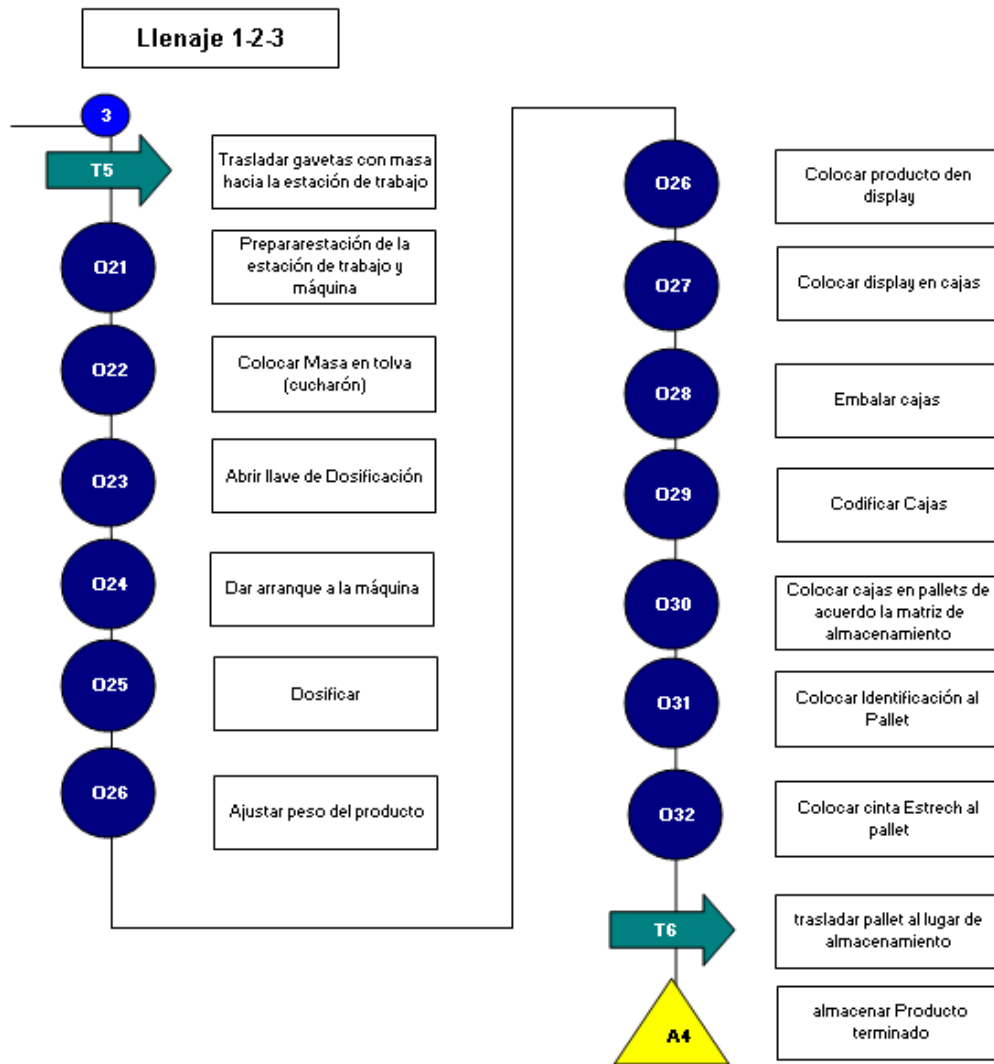 Llenaje 1-2-3
3
T5
Trasladar gavetas con masa
hacia la estación de trabajo
O21
Prepararestación de la
estación de trabajo y
máquina
O22
Colocar Masa en tolva
(cucharón)
O23
Abrir llave de Dosificación
O24
Dar arranque a la máquina
O25
Dosificar
O26
Ajustar peso del producto
O26
Colocar producto den
display
O27
Colocar display en cajas
O28
Embalar cajas
O29
Codificar Cajas
O30
Colocar cajas en pallets de
acuerdo la matriz de
almacenamiento
O31
Colocar Identificación al
Pallet
O32
Colocar cinta Estrech al
pallet
T6
trasladar pallet al lugar de
almacenamiento
A4
almacenar Producto
terminado